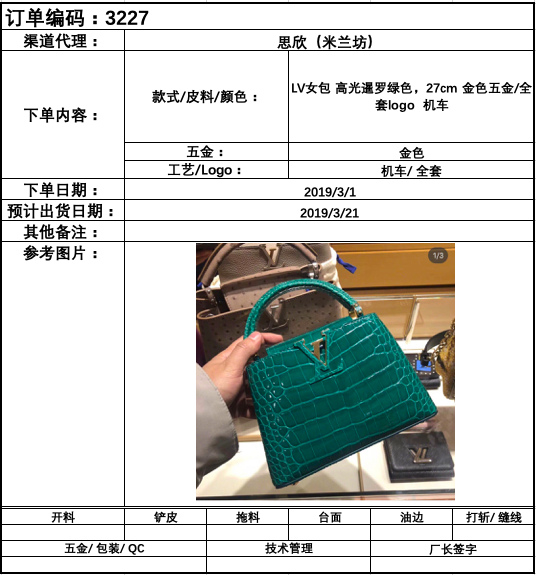 订单编码：3227
渠道代理： 思欣（米兰坊）
下单内容： 款式/皮料/颜色： LV女包 高光暹罗绿色，27cm 金色五金/全
套logo 机车
五金： 金色
工艺/Logo： 机车/ 全套
下单日期： 2019/3/1
预计出货日期： 2019/3/21
其他备注：
参考图片：
1/3
LV
开料 铲皮 拖料 台面 油边 打斩/ 缝线
五金/ 包装/ QC 技术管理 厂长签字